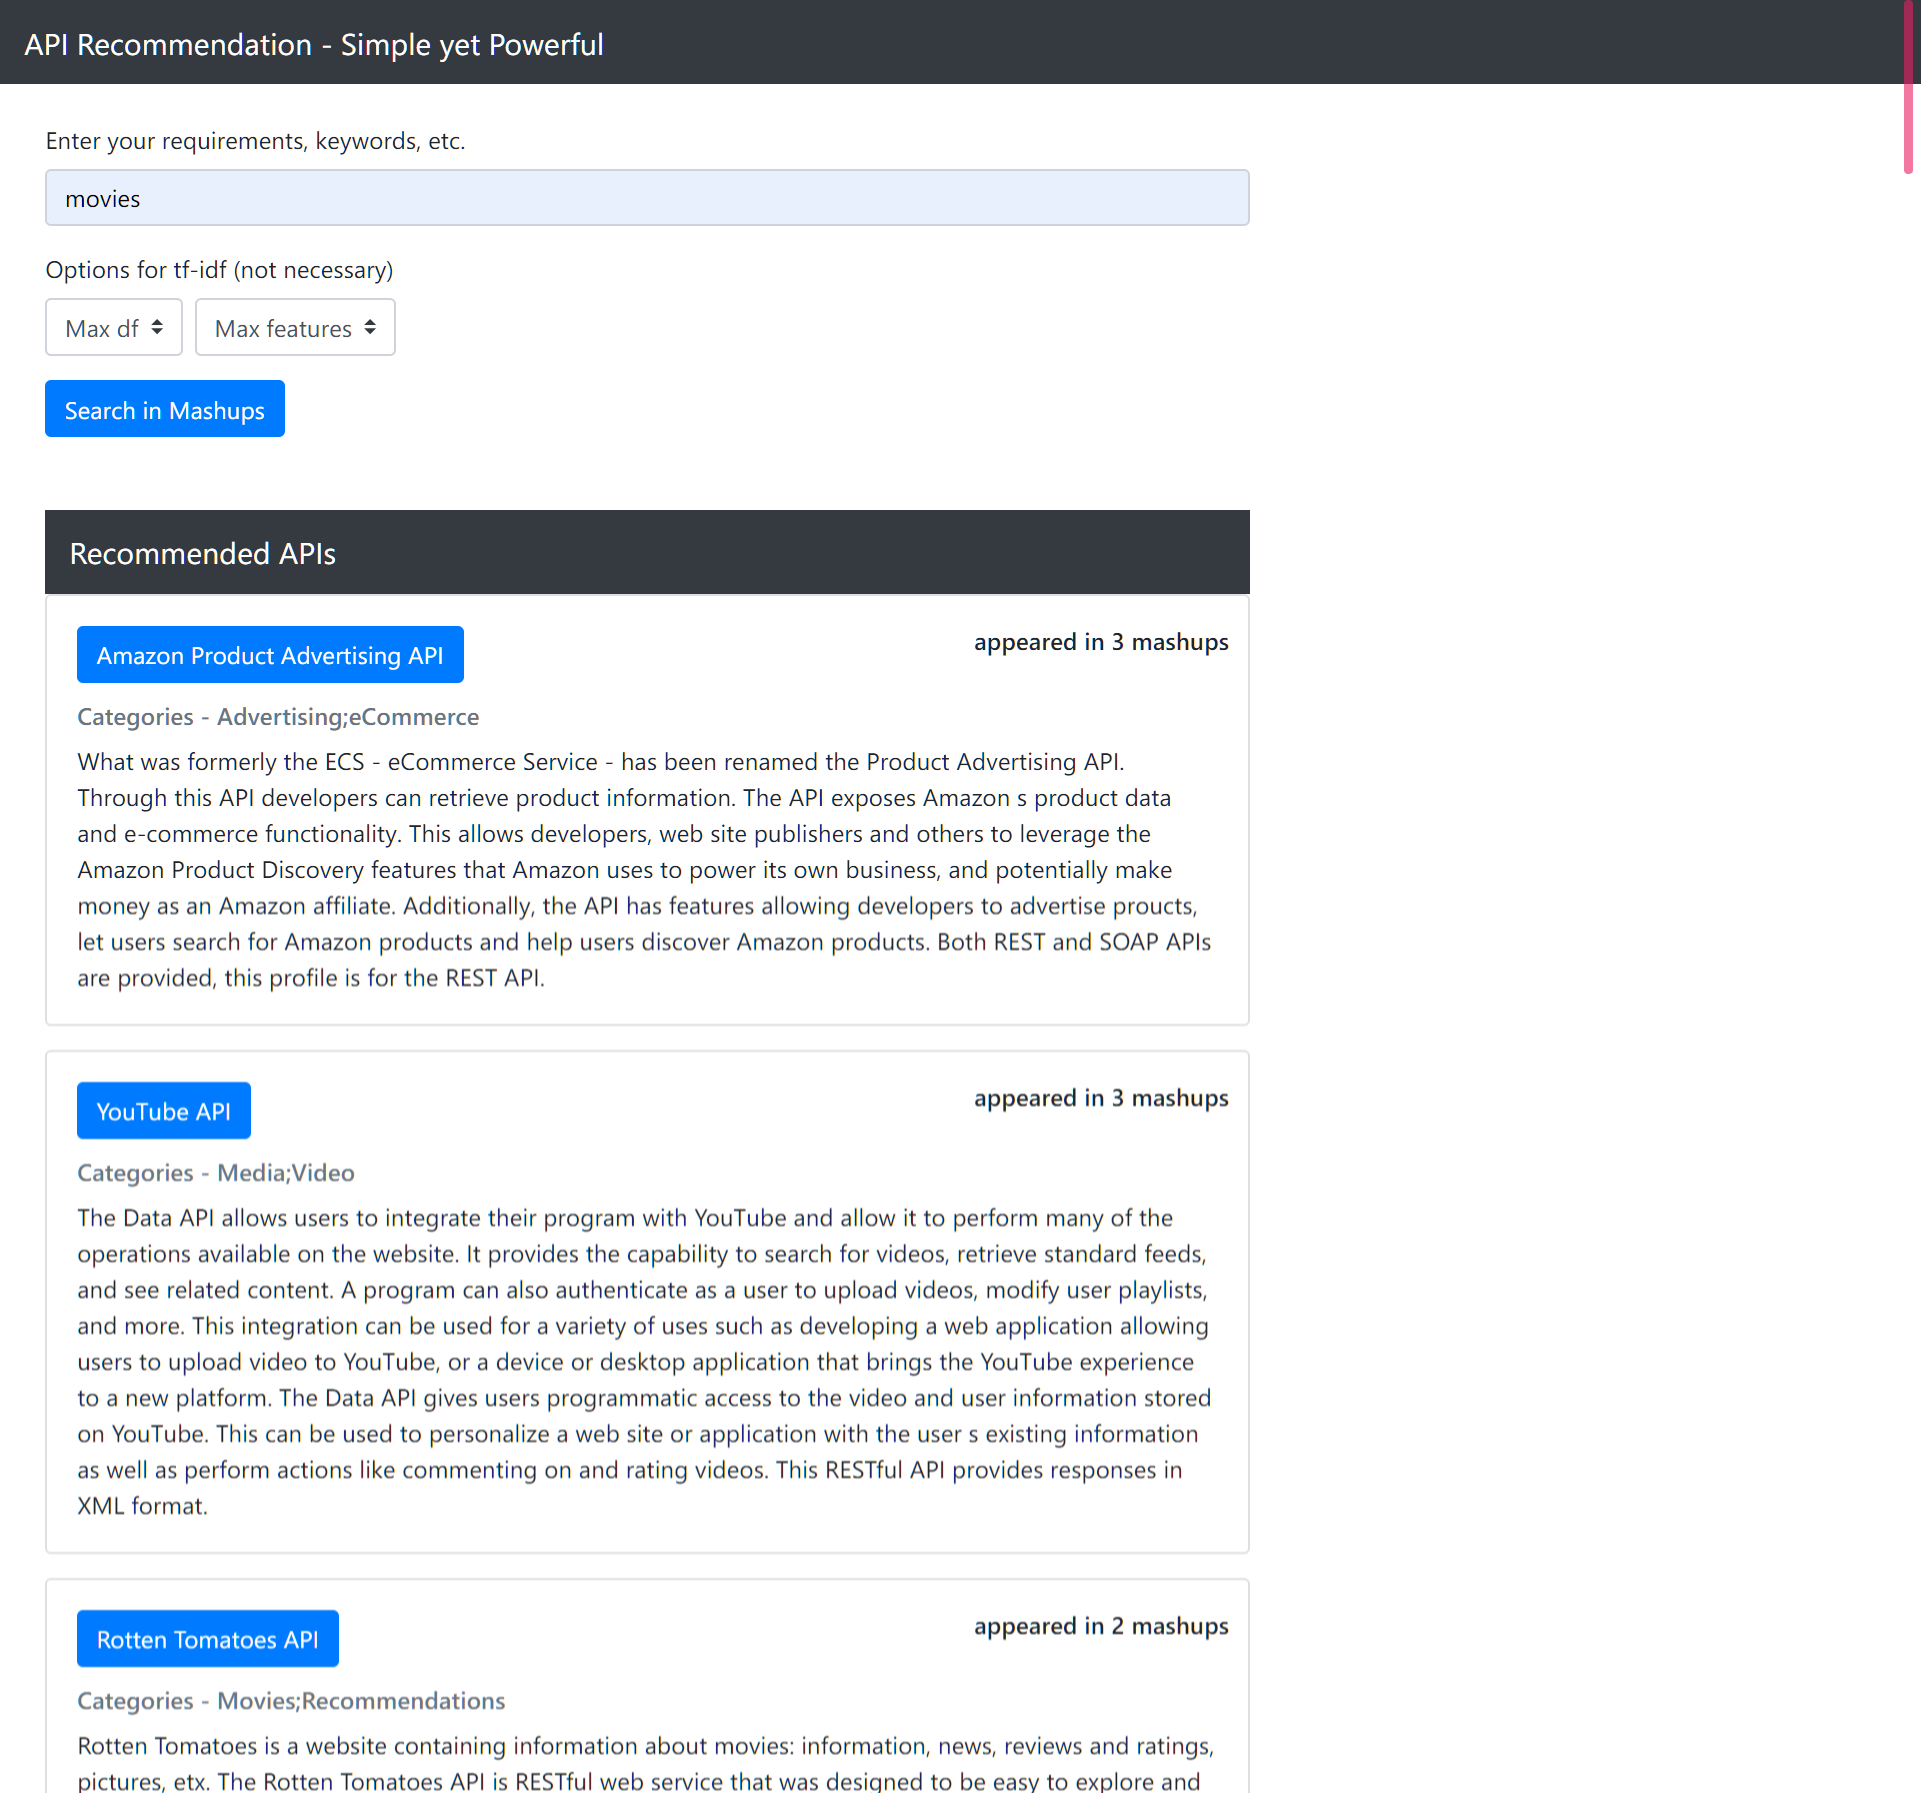 API Recommendation - Simple yet Powerful
Enter your requirements, keywords, etc.
movies
Options for tf-idf (not necessary)
Max df Max features
Search in Mashups
Recommended APIs
Amazon Product Advertising API appeared in 3 mashups
Categories - Advertising;eCommerce
What was formerly the ECS - eCommerce Service - has been renamed the Product Advertising API.
Through this API developers can retrieve product information. The API exposes Amazon s product data
and e-commerce functionality. This allows developers, web site publishers and others to leverage the
Amazon Product Discovery features that Amazon uses to power its own business, and potentially make
money as an Amazon affiliate. Additionally, the API has features allowing developers to advertise proucts,
let users search for Amazon products and help users discover Amazon products. Both REST and SOAP APIs
are provided, this profile is for the REST API.
YouTube API appeared in 3 mashups
Categories - Media;Video
The Data API allows users to integrate their program with YouTube and allow it to perform many of the
operations available on the website. It provides the capability to search for videos, retrieve standard feeds,
and see related content. A program can also authenticate as a user to upload videos, modify user playlists,
and more. This integration can be used for a variety of uses such as developing a web application allowing
users to upload video to YouTube, or a device or desktop application that brings the YouTube experience
to a new platform. The Data API gives users programmatic access to the video and user information stored
on YouTube. This can be used to personalize a web site or application with the user s existing information
as well as perform actions like commenting on and rating videos. This RESTful API provides responses in
XML format.
Rotten Tomatoes API appeared in 2 mashups
Categories - Movies;Recommendations
Rotten Tomatoes is a website containing information about movies: information, news, reviews and ratings,
pictures, etx. The Rotten Tomatoes API is RESTful web service that was designed to be easy to explore and